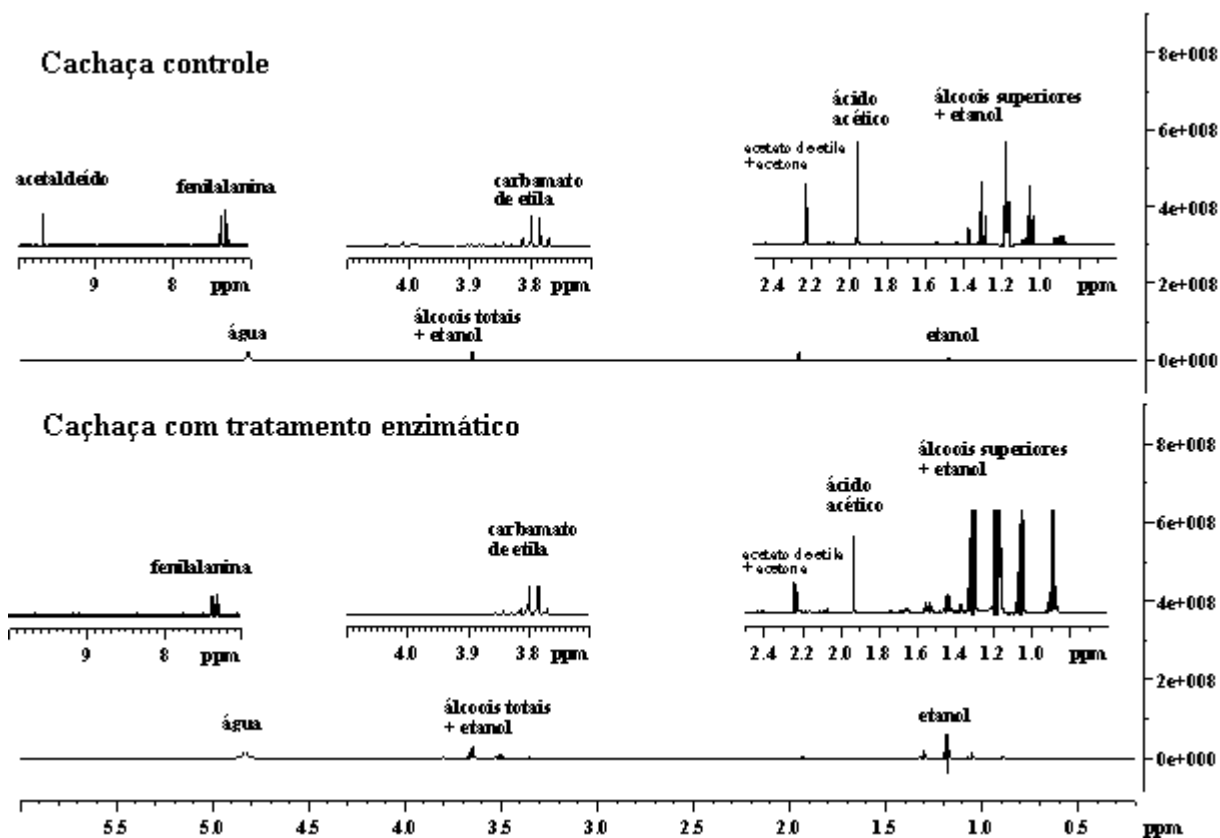 Cachaça controle
8e+008
ácido
acético
álcoois superiores
+ etanol
6e+008
acetato de etila
+ acetona
acetaldeído
fenilalanina
carbamato
de etila
4e+008
9 8 ppm
4.0 3.9 3.8 ppm
2.4 2.2 2.0 1.8 1.6 1.4 1.2 1.0 ppm
2e+008
água
álcoois totais
+ etanol
etanol
0e+000
Caçhaça com tratamento enzimático
8e+008
álcoois superiores
+ etanol
ácido
acético
6e+008
carbamato
de etila
acetato de etila
+ acetona
fenilalanina
4e+008
9 8 ppm
4.0 3.9 3.8 ppm
2.4 2.2 2.0 1.8 1.6 1.4 1.2 1.0 ppm
2e+008
água
álcoois totais
+ etanol
etanol
0e+000
5.5 5.0 4.5 4.0 3.5 3.0 2.5 2.0 1.5 1.0 0.5 ppm